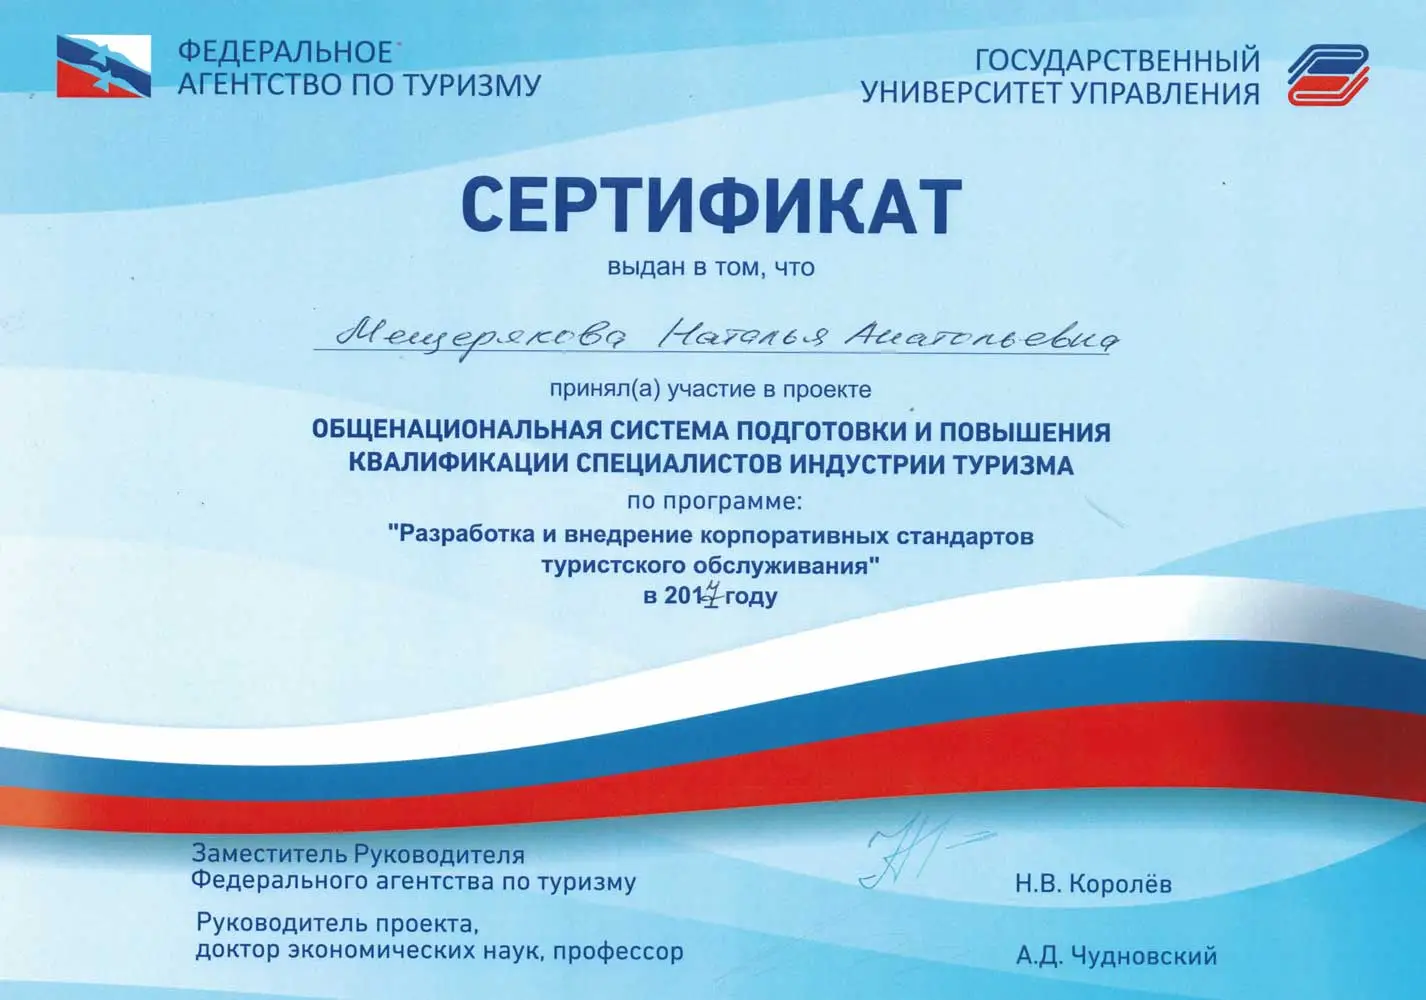 ФЕДЕРАЛЬНОЕ
АГЕНТСТВО ПО ТУРИЗМУ
ГОСУДАРСТВЕННЫЙ
УНИВЕРСИТЕТ УПРАВЛЕНИЯ
СЕРТИФИКАТ
выдан в том, что
Мещерякова Наталья Анатольевна
принял(а) участие в проекте
ОБЩЕНАЦИОНАЛЬНАЯ СИСТЕМА ПОДГОТОВКИ И ПОВЫШЕНИЯ
КВАЛИФИКАЦИИ СПЕЦИАЛИСТОВ ИНДУСТРИИ ТУРИЗМА
по программе:
"Разработка и внедрение корпоративных стандартов
туристского обслуживания"
в 2017 году
Заместитель Руководителя
Федерального агентства по туризму
Н.В. Королёв
Руководитель проекта,
доктор экономических наук, профессор
А.Д. Чудновский